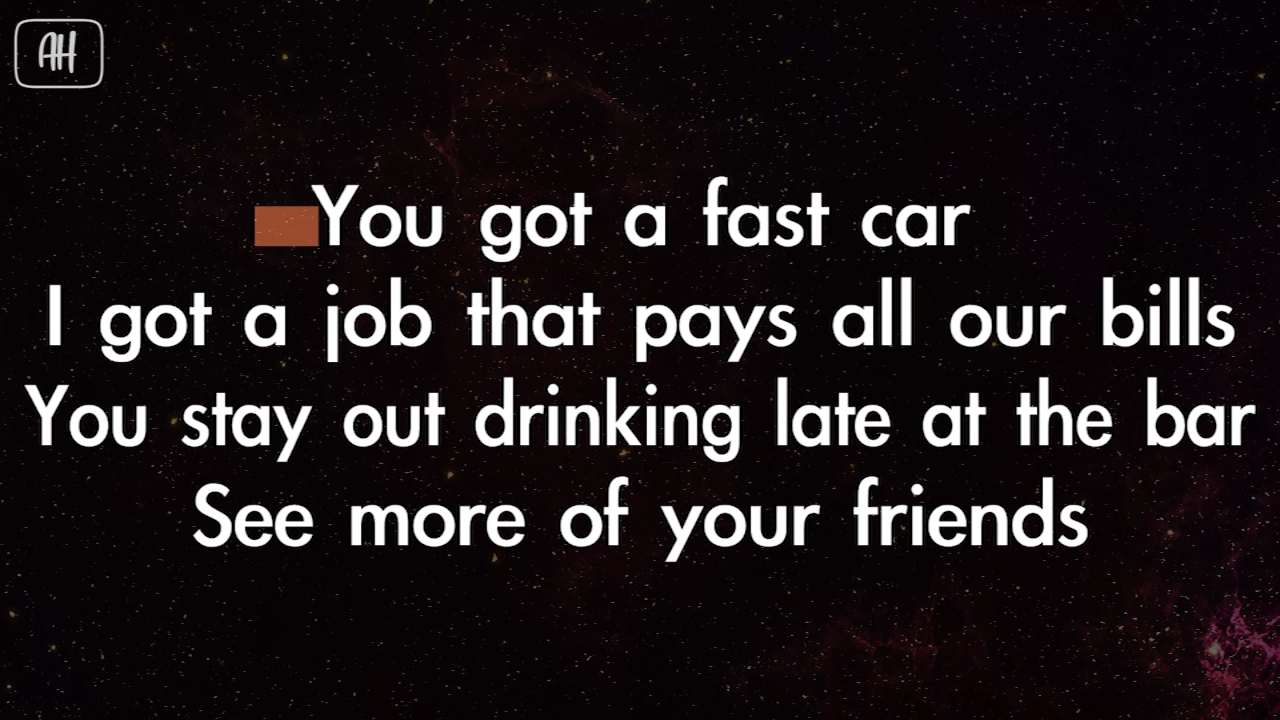 AH
You got a fast car
I got a job that pays all our bills
You stay out drinking late at the bar
See more of your friends